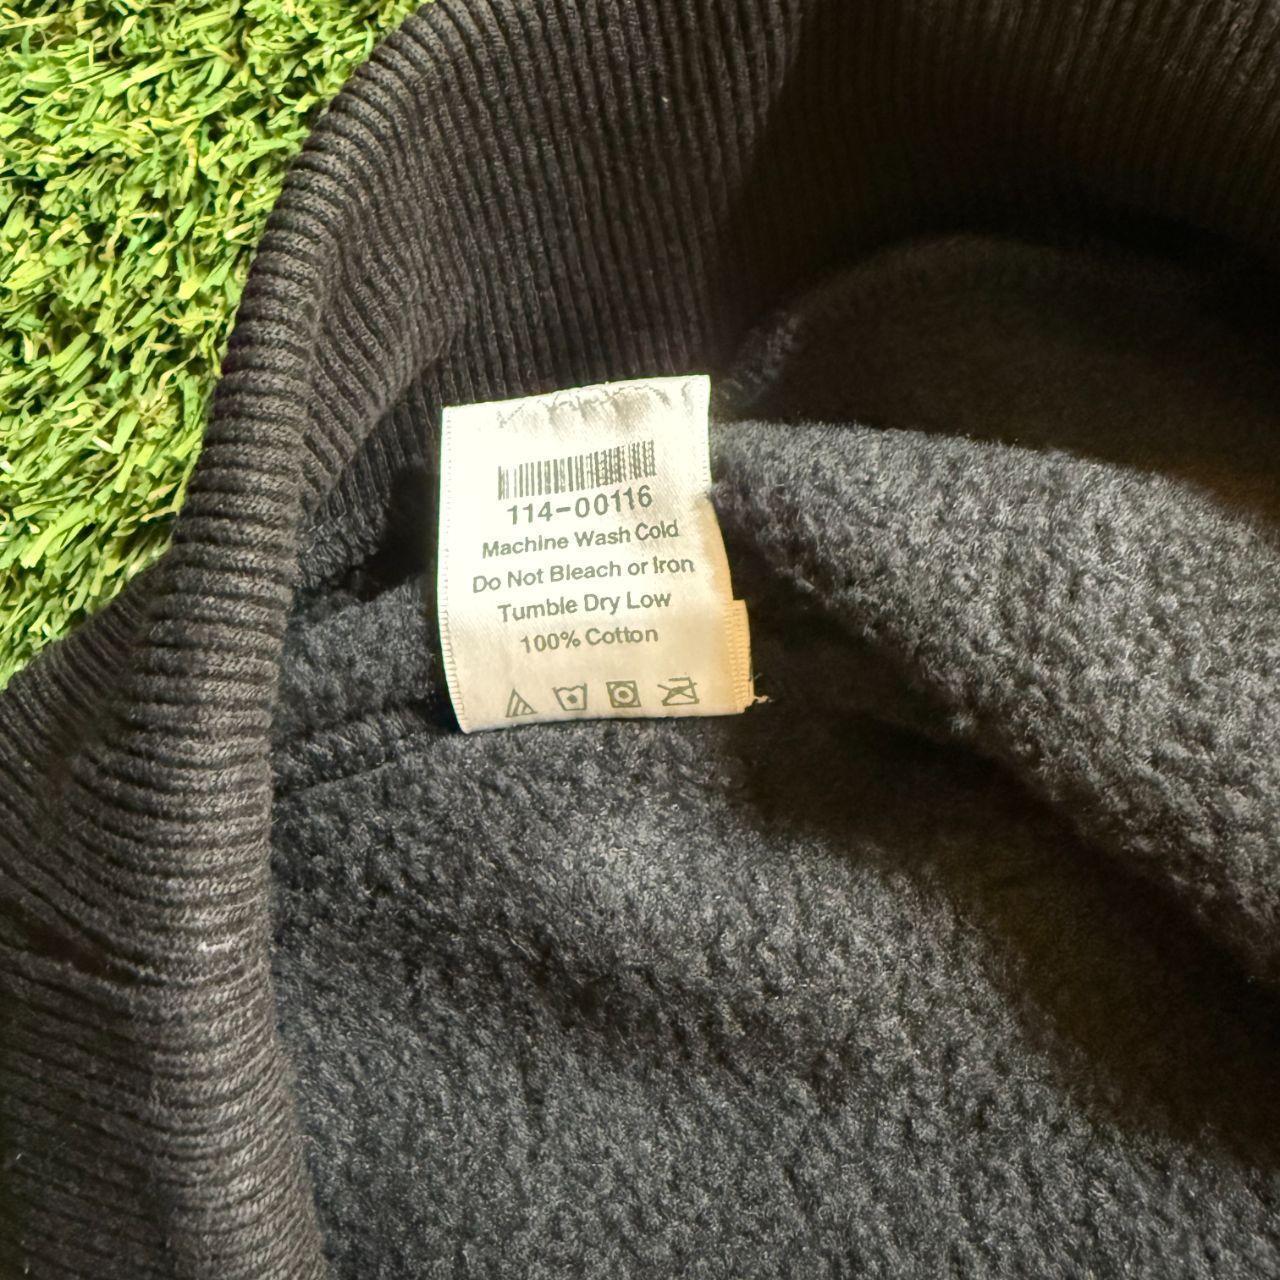 114-00116
Machine Wash Cold
Do Not Bleach or Iron
Tumble Dry Low
100% Cotton